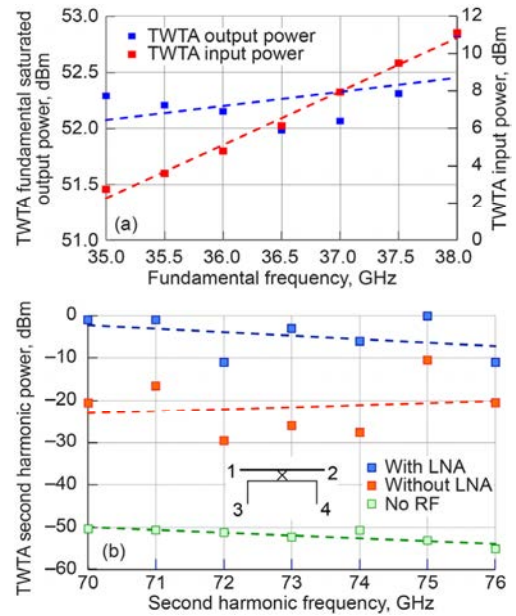 TWTA fundamental saturated
output power, dBm
53.0
52.5
52.0
51.5
51.0
TWTA output power
TWTA input power
(a)
12
10
8
6
4
2
0
TWTA input power, dBm
35.0 35.5 36.0 36.5 37.0 37.5 38.0
Fundamental frequency, GHz
TWTA second harmonic power, dBm
0
–10
–20
–30
–40
–50
–60
1 2
3 4
With LNA
Without LNA
No RF
(b)
70 71 72 73 74 75 76
Second harmonic frequency, GHz